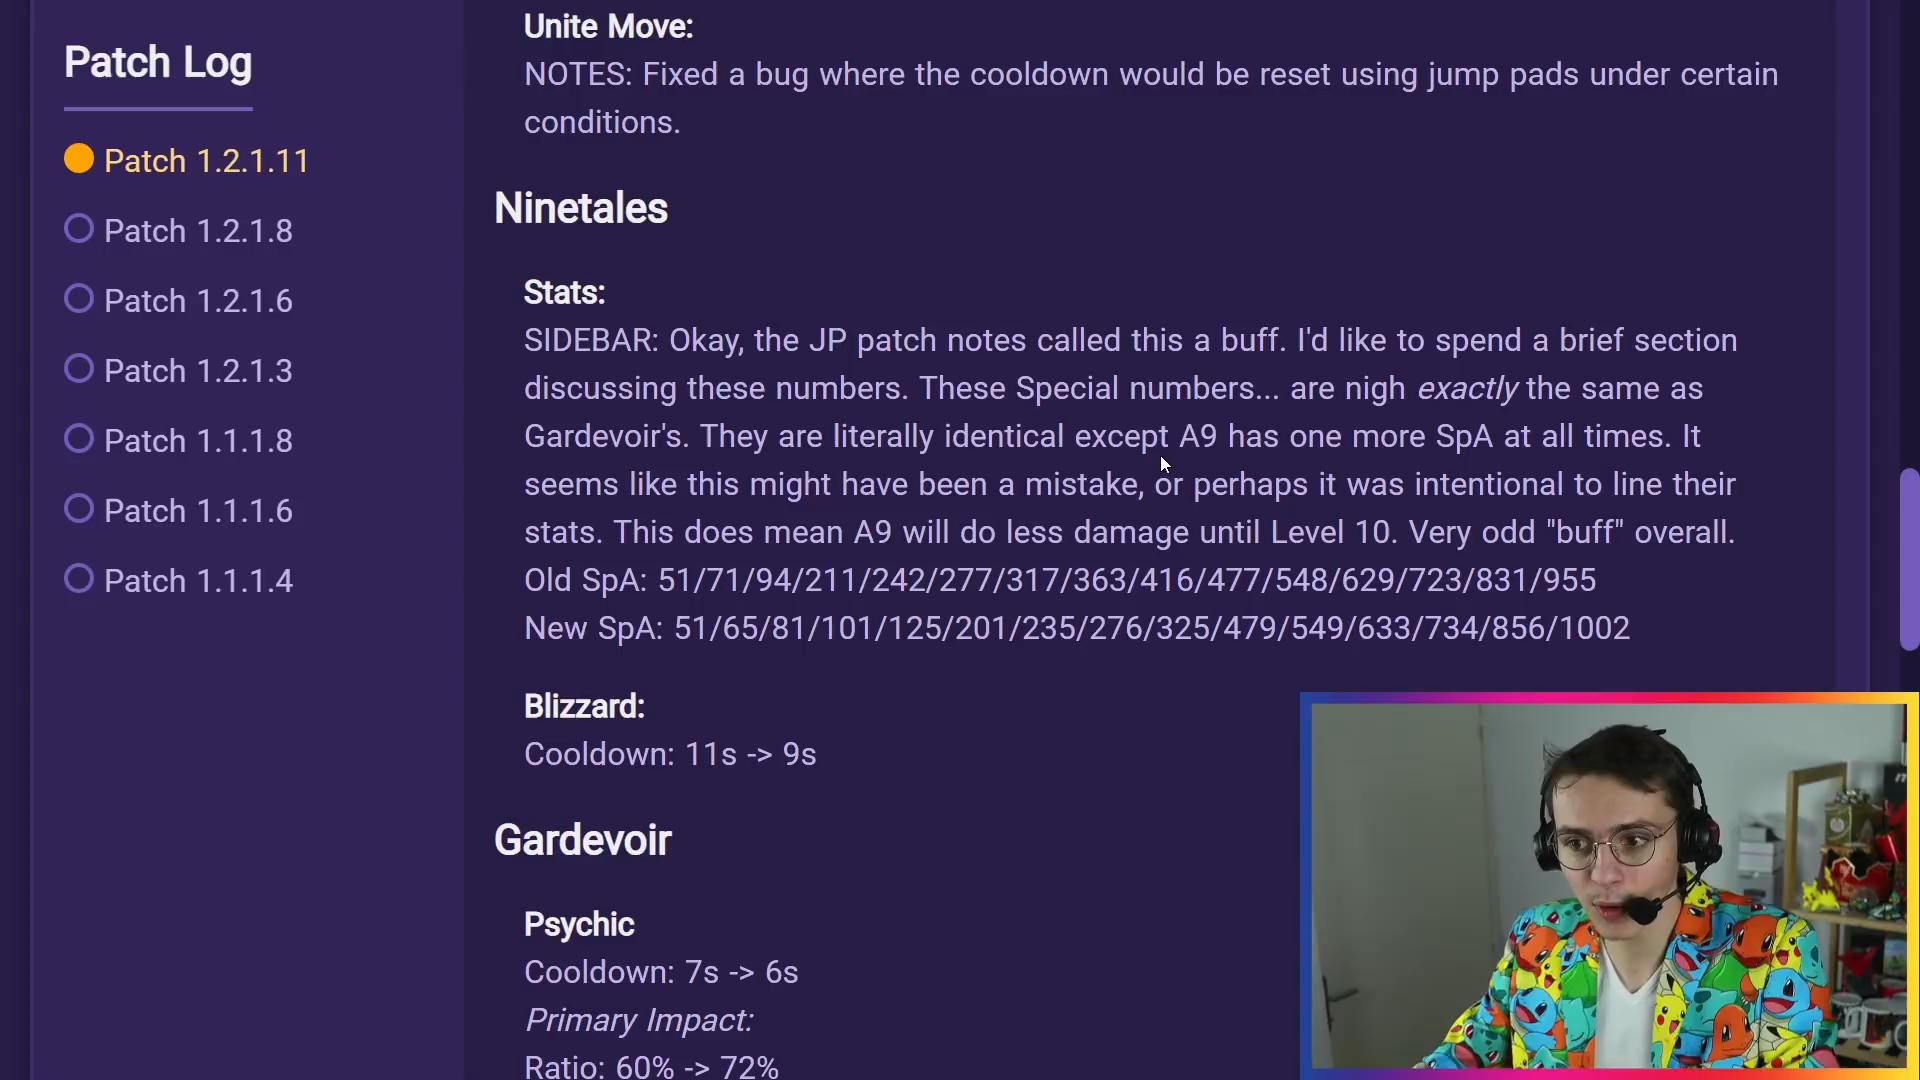 Patch Log
Patch 1.2.1.11
Patch 1.2.1.8
Patch 1.2.1.6
Patch 1.2.1.3
Patch 1.1.1.8
Patch 1.1.1.6
Patch 1.1.1.4
Unite Move:
NOTES: Fixed a bug where the cooldown would be reset using jump pads under certain
conditions.
Ninetales
Stats:
SIDEBAR: Okay, the JP patch notes called this a buff. I'd like to spend a brief section
discussing these numbers. These Special numbers... are nigh exactly the same as
Gardevoir's. They are literally identical except A9 has one more SpA at all times. It
seems like this might have been a mistake, or perhaps it was intentional to line their
stats. This does mean A9 will do less damage until Level 10. Very odd "buff" overall.
Old SpA: 51/71/94/211/242/277/317/363/416/477/548/629/723/831/955
New SpA: 51/65/81/101/125/201/235/276/325/479/549/633/734/856/1002
Blizzard:
Cooldown: 11s -> 9s
Gardevoir
Psychic
Cooldown: 7s -> 6s
Primary Impact:
Ratio: 60% -> 72%